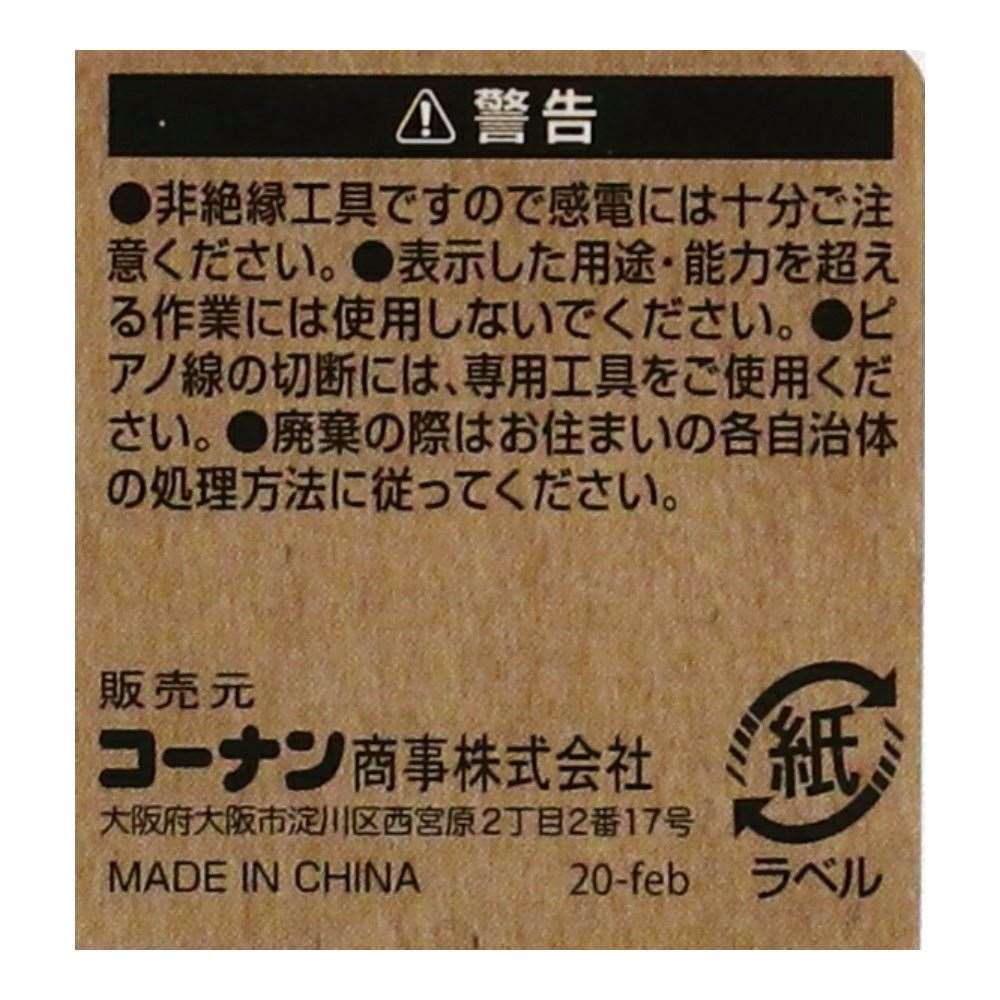 警告
●非絶縁工具ですので感電には十分ご注
意ください。●表示した用途・能力を超え
る作業には使用しないでください。●ピ
アノ線の切断には、専用工具をご使用くだ
さい。●廃棄の際はお住まいの各自治体
の処理方法に従ってください。
販売元
コーナン商事株式会社
大阪府大阪市淀川区西宮原2丁目2番17号
MADE IN CHINA 20-feb
紙
ラベル